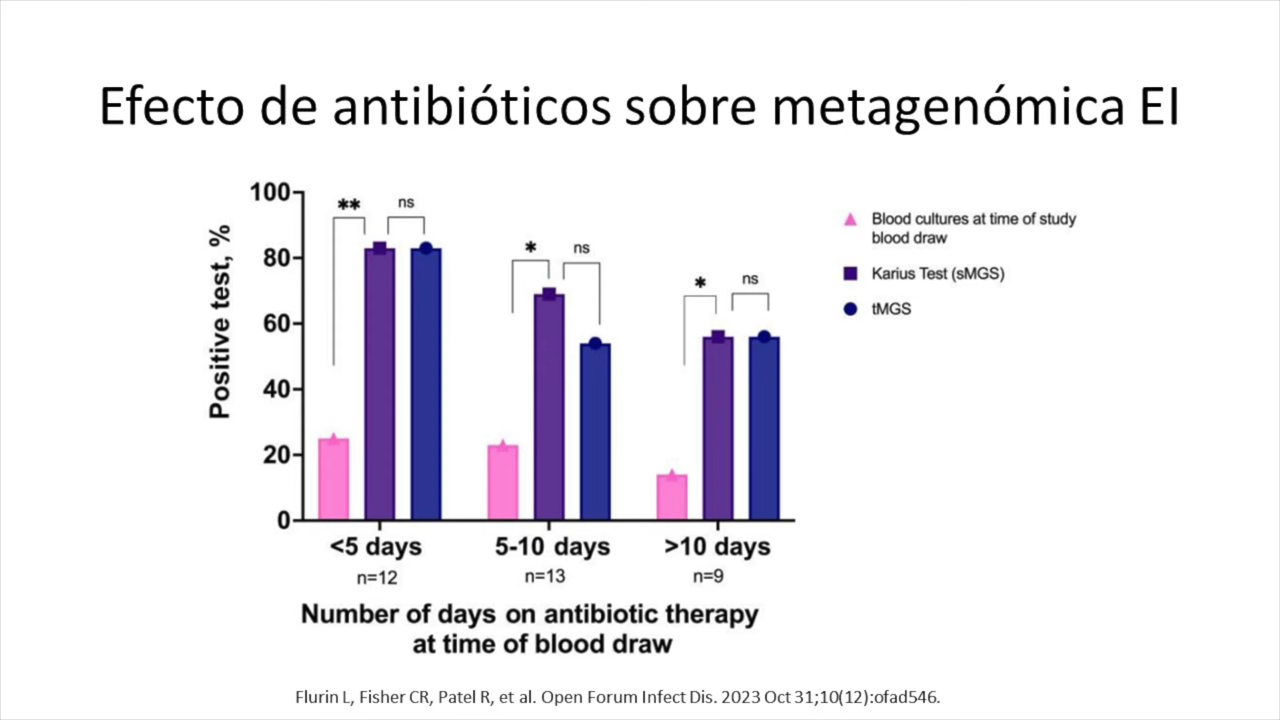 Efecto de antibióticos sobre metagenómica EI
100
80
60
40
20
0
Positive test, %
** ns
* ns
* ns
Blood cultures at time of study
blood draw
Karius Test (sMGS)
tMGS
<5 days 5-10 days >10 days
n=12 n=13 n=9
Number of days on antibiotic therapy
at time of blood draw
Flurin L, Fisher CR, Patel R, et al. Open Forum Infect Dis. 2023 Oct 31;10(12):ofad546.